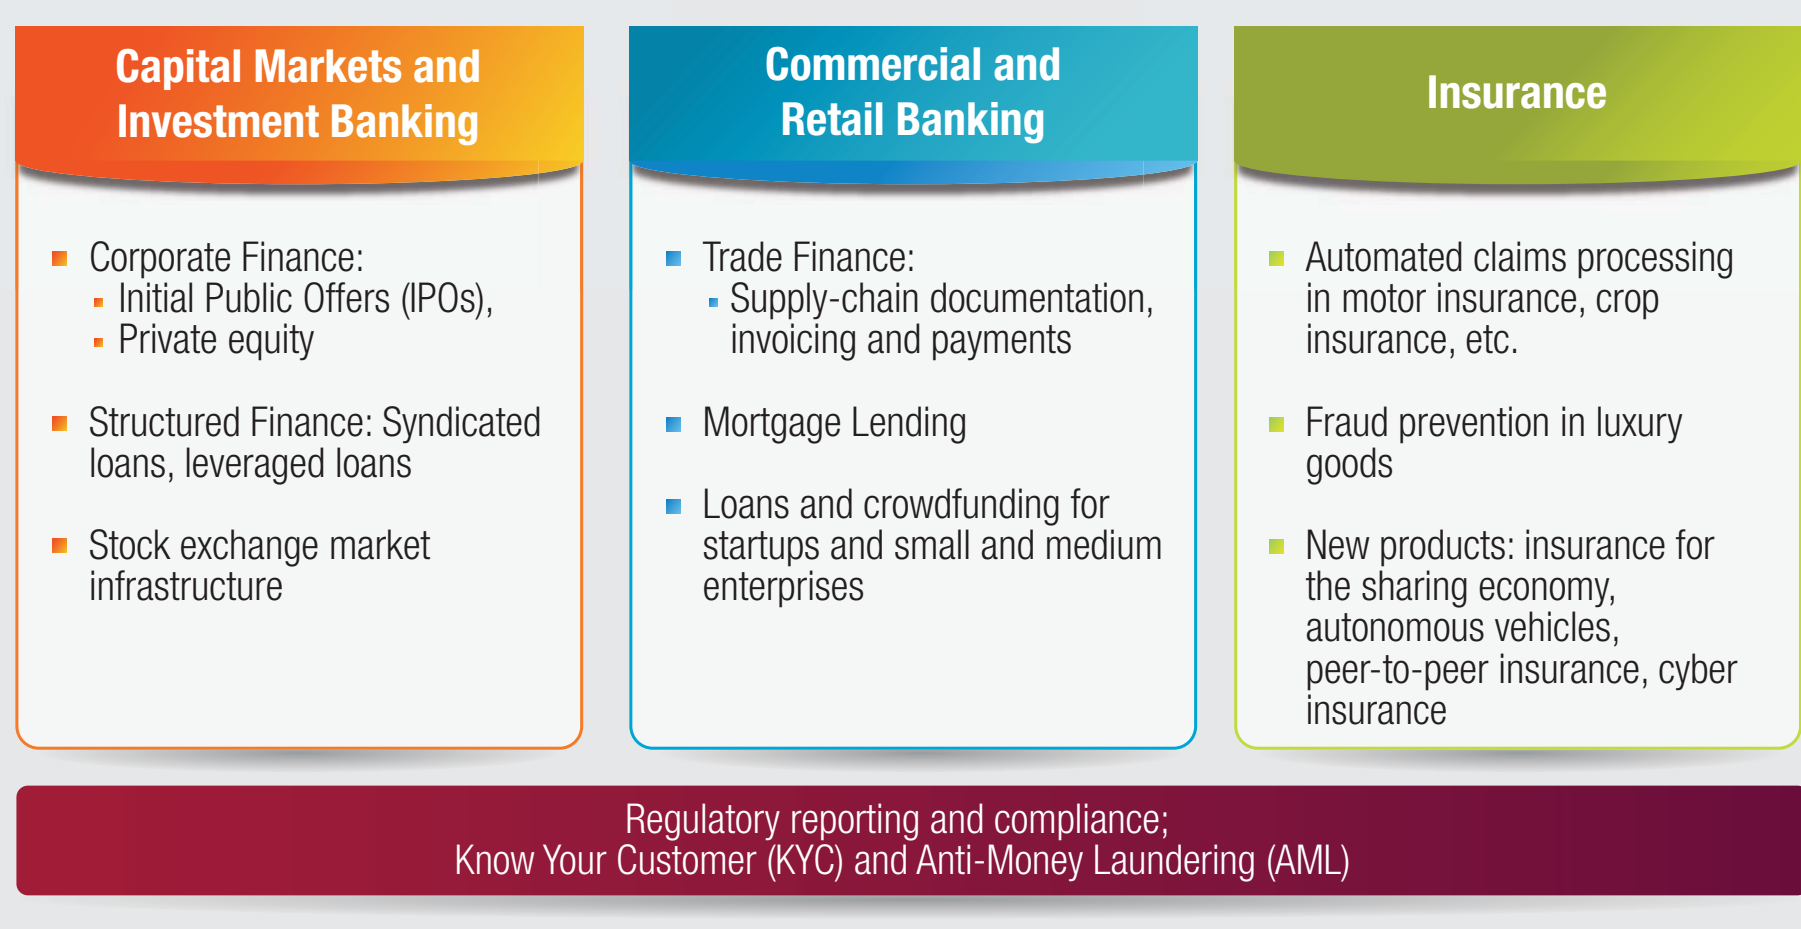 Capital Markets and
Investment Banking
Corporate Finance:
Initial Public Offers (IPOs),
Private equity
Structured Finance: Syndicated
loans, leveraged loans
Stock exchange market
infrastructure
Commercial and
Retail Banking
Trade Finance:
Supply-chain documentation,
invoicing and payments
Mortgage Lending
Loans and crowdfunding for
startups and small and medium
enterprises
Insurance
Automated claims processing
in motor insurance, crop
insurance, etc.
Fraud prevention in luxury
goods
New products: insurance for
the sharing economy,
autonomous vehicles,
peer-to-peer insurance, cyber
insurance
Regulatory reporting and compliance;
Know Your Customer (KYC) and Anti-Money Laundering (AML)